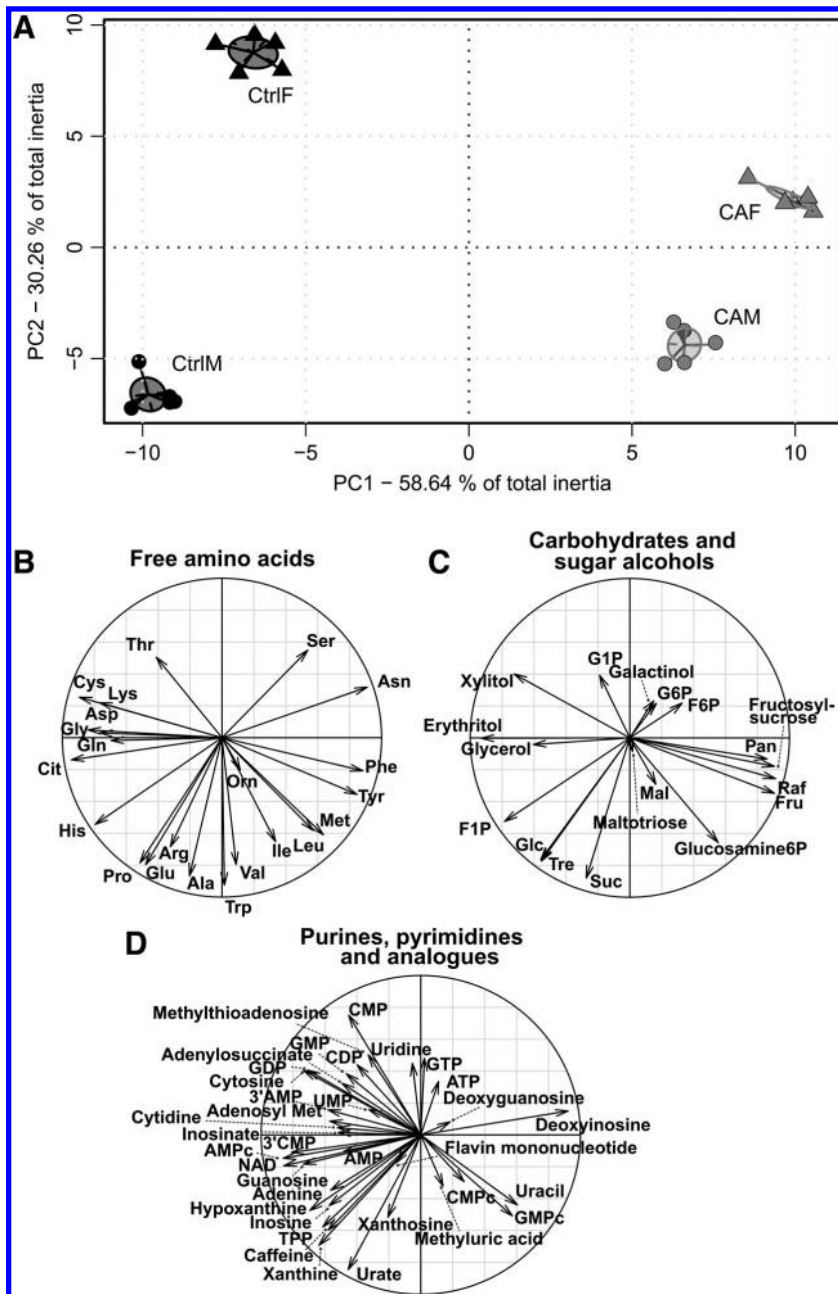 A
10
5
0
−5
PC2 − 30.26 % of total inertia
CtrlF
CAF
CAM
CtrlM
−10
−5
0
5
10
PC1 − 58.64 % of total inertia
B
Free amino acids
Thr
Ser
Cys
Lys
Asn
Asp
Gly
Gln
Cit
Orn
Phe
Tyr
His
Met
Leu
Ile
Arg
Pro
Glu
Ala
Val
Trp
C
Carbohydrates and
sugar alcohols
G1P
Galactinol
Xylitol
G6P
F6P
Fructosyl-
sucrose
Erythritol
Glycerol
Pan
Raf
Fru
Mal
F1P
Maltotriose
Glc
Tre
Suc
Glucosamine6P
D
Purines, pyrimidines
and analogues
Methylthioadenosine
CMP
GMP
Uridine
Adenylosuccinate
CDP
GTP
GDP
ATP
Cytosine
Deoxyguanosine
3'AMP
UMP
Cytidine
Adenosyl Met
Deoxyinosine
Inosinate
3'CMP
Flavin mononucleotide
AMPc
AMP
NAD
Guanosine
Adenine
CMPc
Uracil
Hypoxanthine
GMPc
Inosine
Xanthosine
Methyluric acid
TPP
Caffeine
Xanthine
Urate